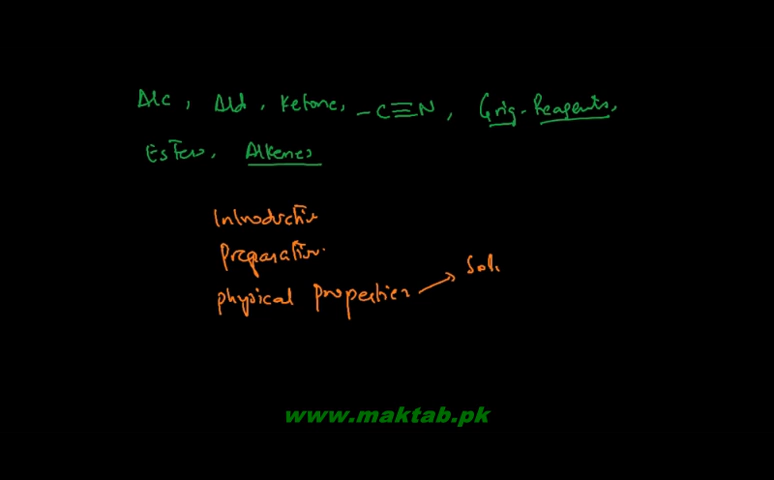 Alc, Ald, Ketone, -C≡N, Grig-Reagents,
Esters, Alkenes
Introduction
Preparation
physical properties → Sol
www.maktab.pk